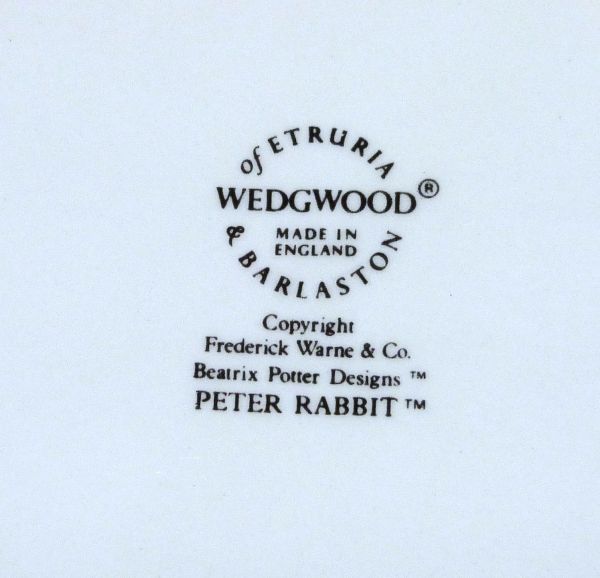 of ETRURIA
WEDGWOOD®
MADE IN
ENGLAND
& BARLASTON
Copyright
Frederick Warne & Co.
Beatrix Potter Designs ™
PETER RABBIT ™